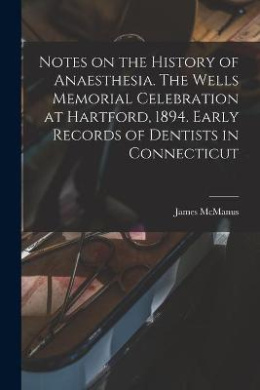 Notes on the History of
Anaesthesia. The Wells
Memorial Celebration
at Hartford, 1894. Early
Records of Dentists in
Connecticut
James McManus